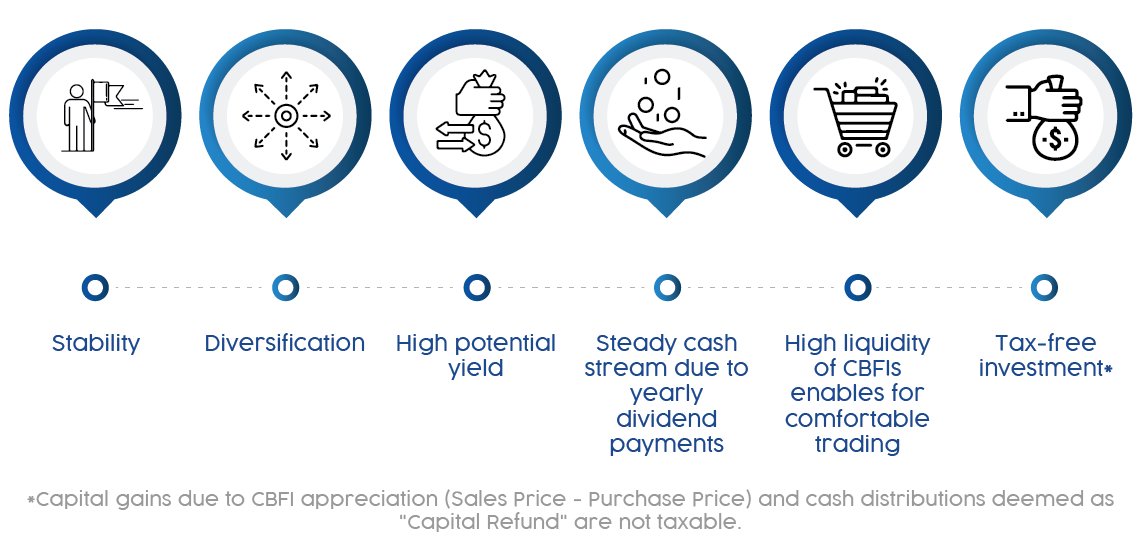 Stability
Diversification
High potential
yield
Steady cash
stream due to
yearly
dividend
payments
High liquidity
of CBFIs
enables for
comfortable
trading
Tax-free
investment*
*Capital gains due to CBFI appreciation (Sales Price - Purchase Price) and cash distributions deemed as
"Capital Refund" are not taxable.